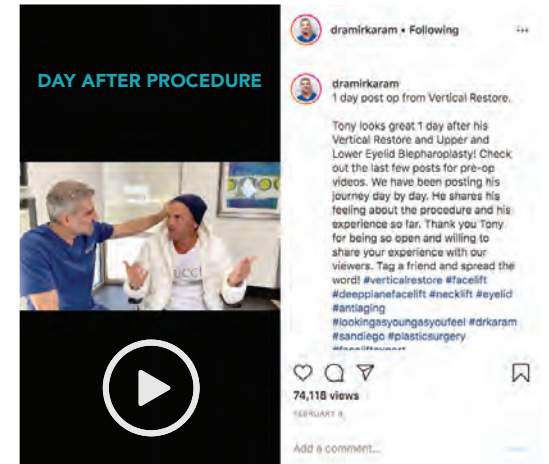 DAY AFTER PROCEDURE
UCCI
dramirkaram • Following
dramirkaram
1 day post op from Vertical Restore.
Tony looks great 1 day after his
Vertical Restore and Upper and
Lower Eyelid Blepharoplasty! Check
out the last few posts for pre-op
videos. We have been posting his
journey day by day. He shares his
feeling about the procedure and his
experience so far. Thank you Tony
for being so open and willing to
share your experience with our
viewers. Tag a friend and spread the
word! #verticalrestore #facelift
#deepplanefacelift #necklift #eyelid
#antiaging
#lookingasyoungasyoufeel #drkaram
#sandiego #plasticsurgery
74,118 views
Add a comment...